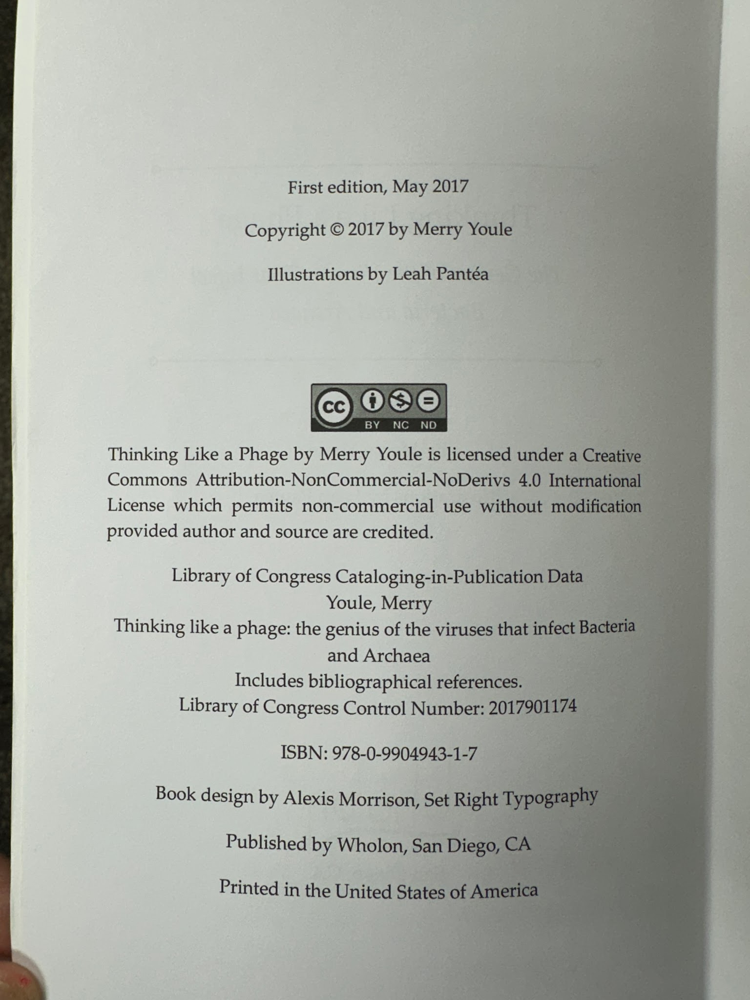 First edition, May 2017
Copyright © 2017 by Merry Youle
Illustrations by Leah Pantéa
CC BY NC ND
Thinking Like a Phage by Merry Youle is licensed under a Creative
Commons Attribution-NonCommercial-NoDerivs 4.0 International
License which permits non-commercial use without modification
provided author and source are credited.
Library of Congress Cataloging-in-Publication Data
Youle, Merry
Thinking like a phage: the genius of the viruses that infect Bacteria
and Archaea
Includes bibliographical references.
Library of Congress Control Number: 2017901174
ISBN: 978-0-9904943-1-7
Book design by Alexis Morrison, Set Right Typography
Published by Wholon, San Diego, CA
Printed in the United States of America